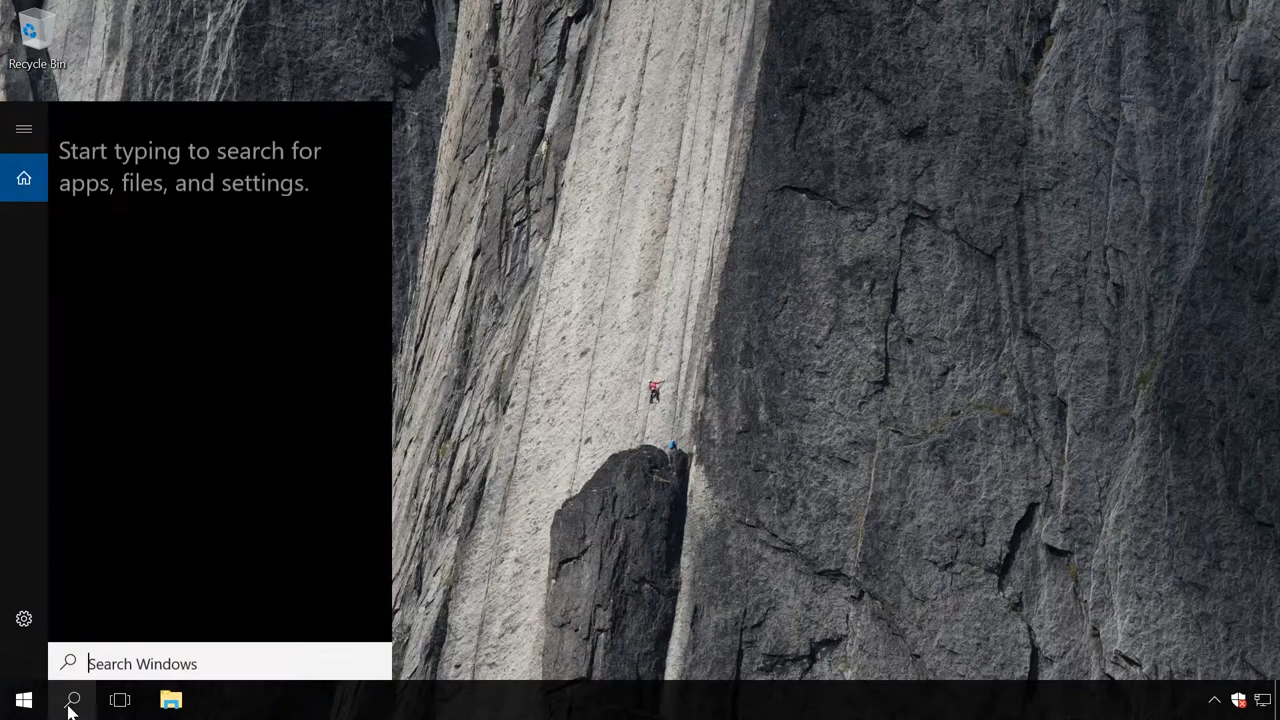 Recycle Bin
Start typing to search for
apps, files, and settings.
Search Windows